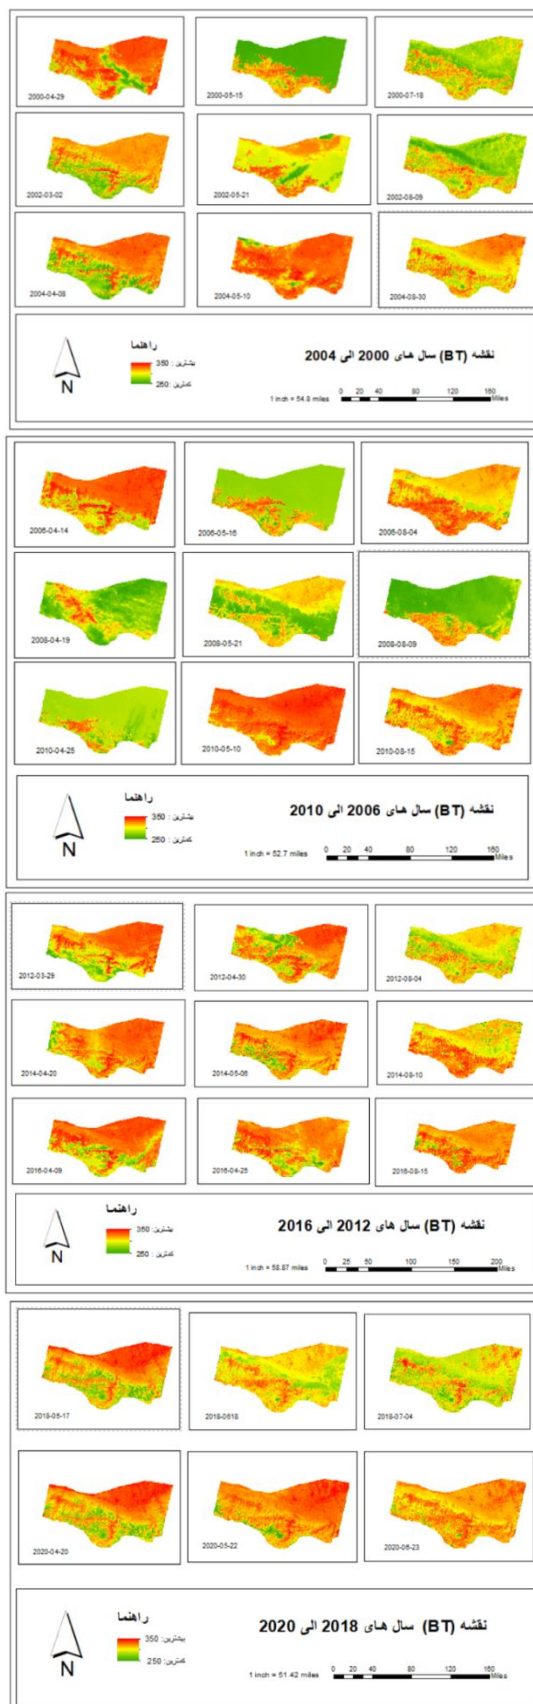 2000-04-29
2000-05-15
2000-07-18
2002-03-02
2002-05-21
2002-08-09
2004-04-08
2004-05-10
2004-08-30
N
راهنما
بیشترین : 350
کمترین : 250
نقشه (BT) سال های 2000 الی 2004
1 inch = 54.8 miles
0 20 40 80 120 160
Miles
2006-04-14
2006-05-16
2006-08-04
2008-04-19
2008-05-21
2008-08-09
2010-04-25
2010-05-10
2010-08-15
N
راهنما
بیشترین : 350
کمترین : 250
نقشه (BT) سال های 2006 الی 2010
1 inch = 52.7 miles
0 20 40 80 120 160
Miles
2012-03-29
2012-04-30
2012-08-04
2014-04-20
2014-05-06
2014-08-10
2016-04-09
2016-04-25
2016-08-15
N
راهنما
بیشترین: 350
کمترین: 250
نقشه (BT) سال های 2012 الی 2016
1 inch = 58.87 miles
0 25 50 100 150 200
Miles
2018-05-17
2018-0618
2018-07-04
2020-04-20
2020-05-22
2020-06-23
N
راهنما
بیشترین: 350
کمترین: 250
نقشه (BT) سال های 2018 الی 2020
1 inch = 51.42 miles
0 20 40 80 120 160
Miles